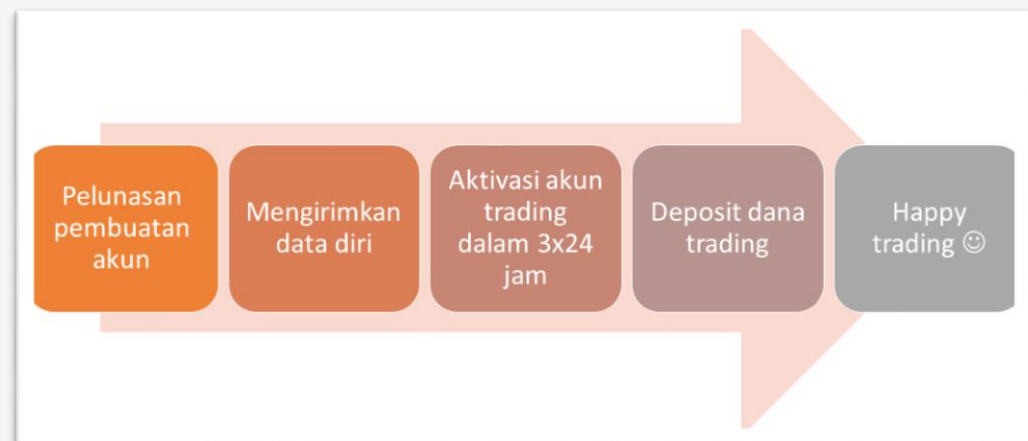 Pelunasan
pembuatan
akun
Mengirimkan
data diri
Aktivasi akun
trading
dalam 3x24
jam
Deposit dana
trading
Happy
trading ☺